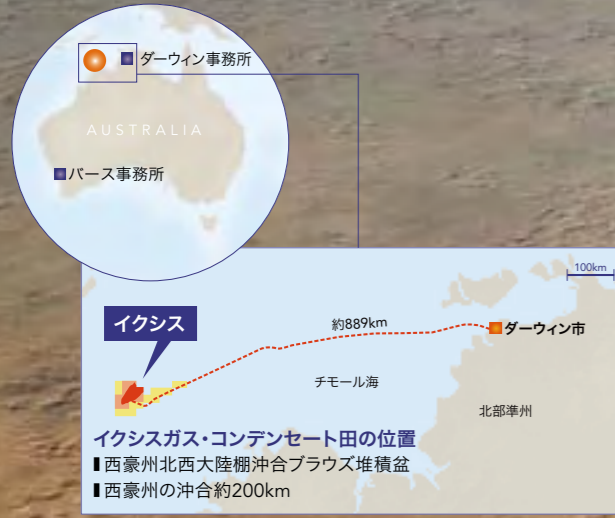 ダーウィン事務所
AUSTRALIA
パース事務所
100km
イクシス
約889km
ダーウィン市
チモール海
北部準州
イクシスガス・コンデンセート田の位置
▮西豪州北西大陸棚沖合ブラウズ堆積盆
▮西豪州の沖合約200km